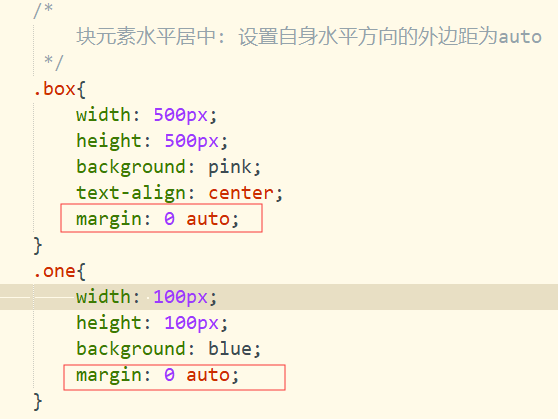 /*
块元素水平居中: 设置自身水平方向的外边距为auto
*/
.box{
width: 500px;
height: 500px;
background: pink;
text-align: center;
margin: 0 auto;
}
.one{
width: 100px;
height: 100px;
background: blue;
margin: 0 auto;
}